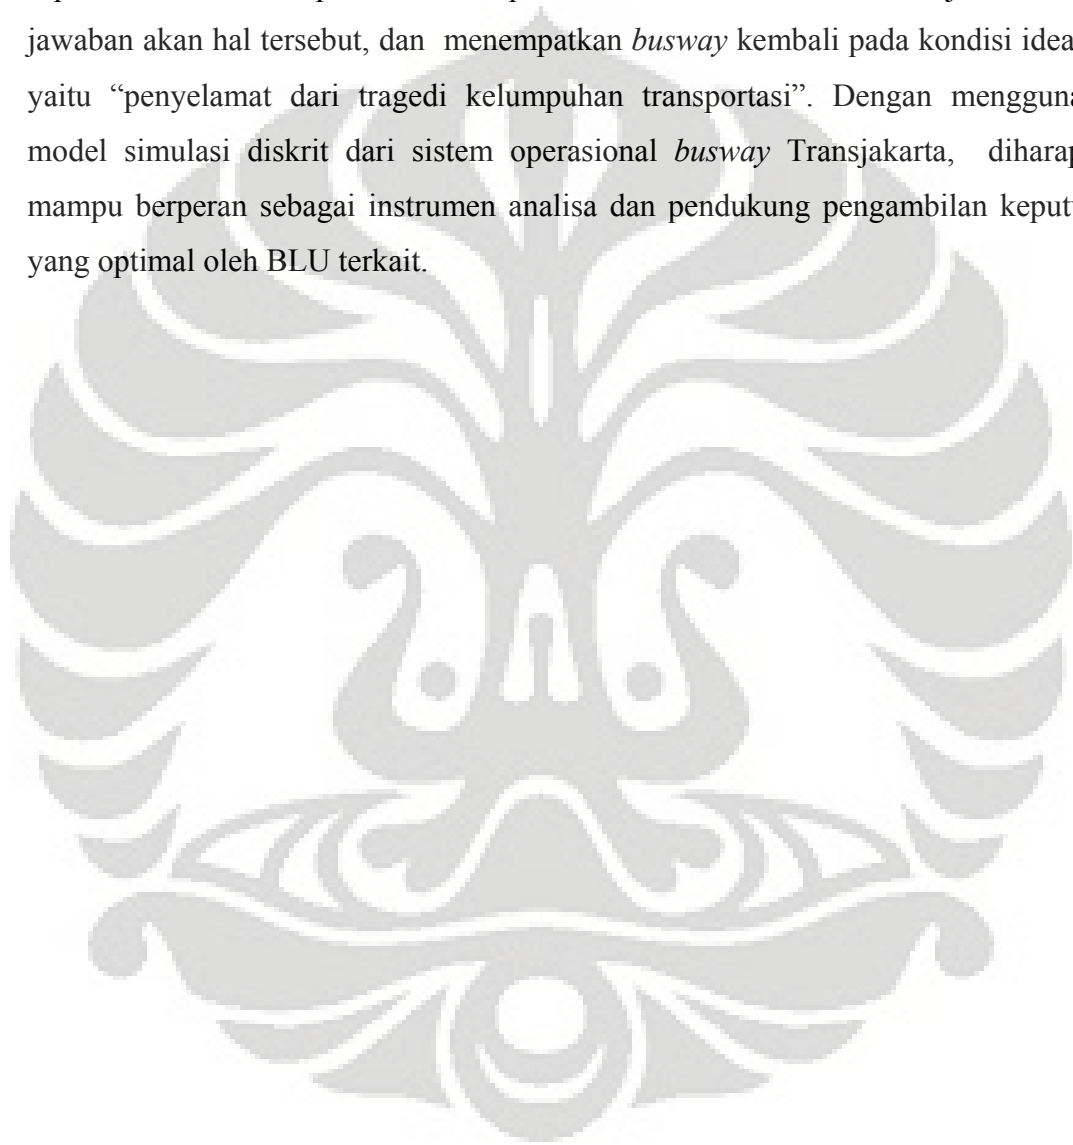 jawaban akan hal tersebut, dan menempatkan busway kembali pada kondisi idea
yaitu “penyelamat dari tragedi kelumpuhan transportasi”. Dengan mengguna
model simulasi diskrit dari sistem operasional busway Transjakarta, diharap
mampu berperan sebagai instrumen analisa dan pendukung pengambilan keput
yang optimal oleh BLU terkait.